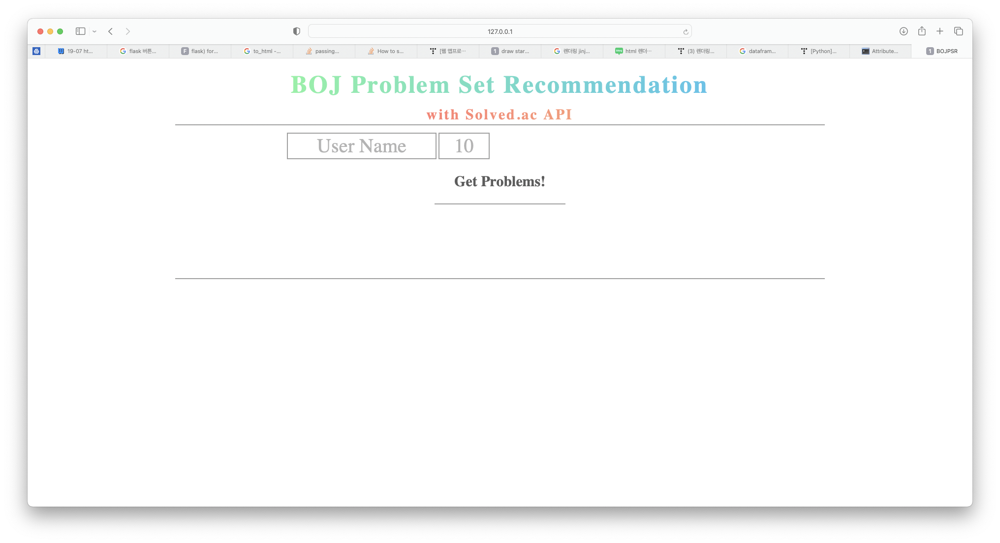 127.0.0.1
19-07 ht...
flask 버튼...
F flask) for...
to_html -...
passing...
How to s...
[웹 앱프로...
1 draw star...
렌더링 jinj...
html 렌더...
(3) 렌더링...
datafram...
[Python]...
Attribute...
1 BOJPSR
BOJ Problem Set Recommendation
with Solved.ac API
User Name 10
Get Problems!